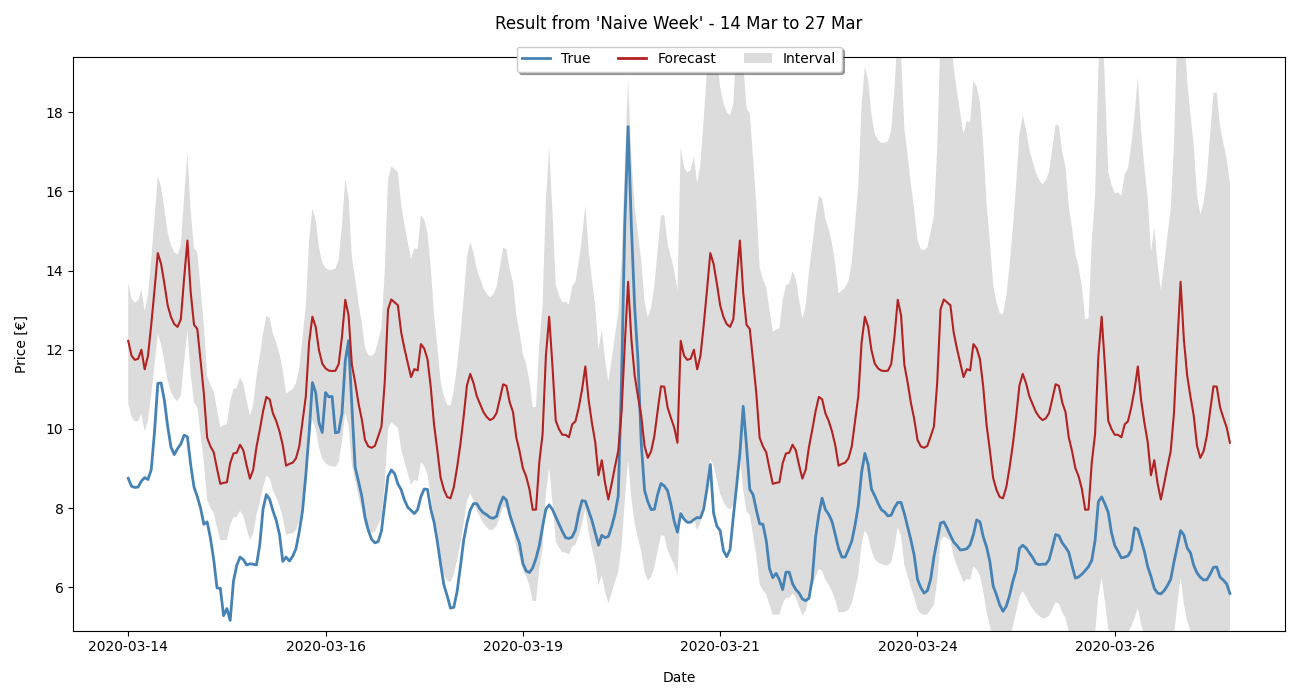 Result from 'Naive Week' - 14 Mar to 27 Mar
True Forecast Interval
Price [€]
18
16
14
12
10
8
6
2020-03-14 2020-03-16 2020-03-19 2020-03-21 2020-03-24 2020-03-26
Date